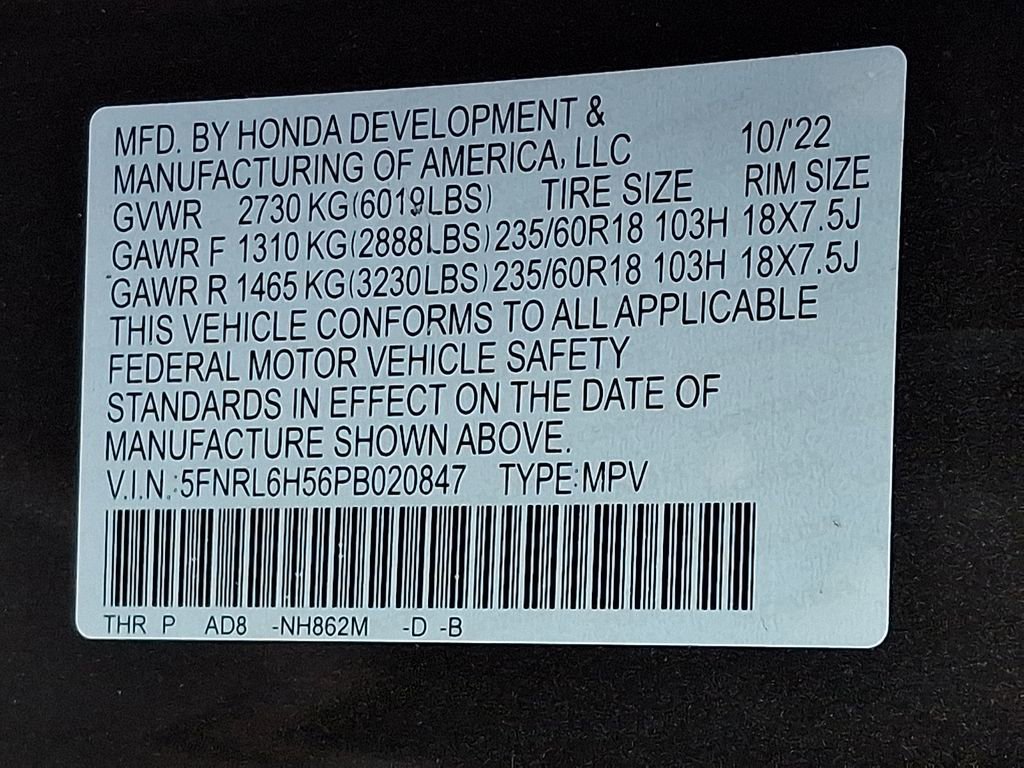 MFD. BY HONDA DEVELOPMENT &
MANUFACTURING OF AMERICA, LLC 10/'22
GVWR 2730 KG(6019LBS) TIRE SIZE RIM SIZE
GAWR F 1310 KG(2888LBS) 235/60R18 103H 18X7.5J
GAWR R 1465 KG(3230LBS) 235/60R18 103H 18X7.5J
THIS VEHICLE CONFORMS TO ALL APPLICABLE
FEDERAL MOTOR VEHICLE SAFETY
STANDARDS IN EFFECT ON THE DATE OF
MANUFACTURE SHOWN ABOVE.
V.I.N.:5FNRL6H56PB020847 TYPE:MPV
THR P AD8 -NH862M -D -B